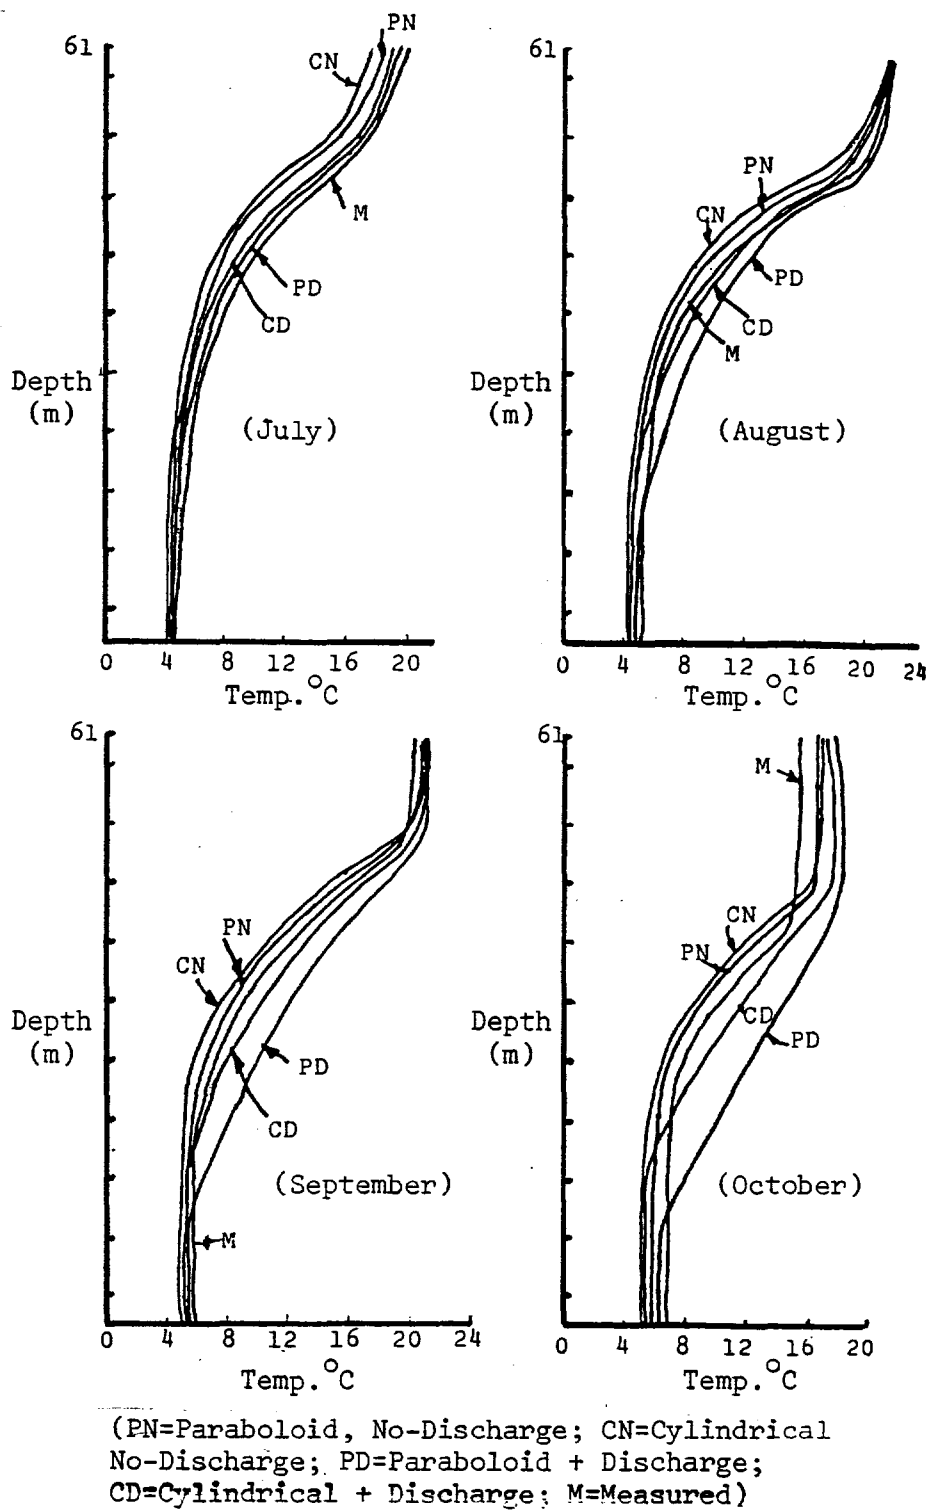 PN
61
CN
M
PD
CD
Depth
(m)
(July)
0 4 8 12 16 20
Temp. °C
61
PN
CN
PD
CD
M
Depth
(m)
(August)
0 4 8 12 16 20 24
Temp. °C
61
PN
CN
Depth
(m)
PD
CD
(September)
M
0 4 8 12 16 20 24
Temp. °C
61
M
CN
PN
CD
Depth
(m)
PD
(October)
0 4 8 12 16 20
Temp. °C
(PN=Paraboloid, No-Discharge; CN=Cylindrical
No-Discharge; PD=Paraboloid + Discharge;
CD=Cylindrical + Discharge; M=Measured)